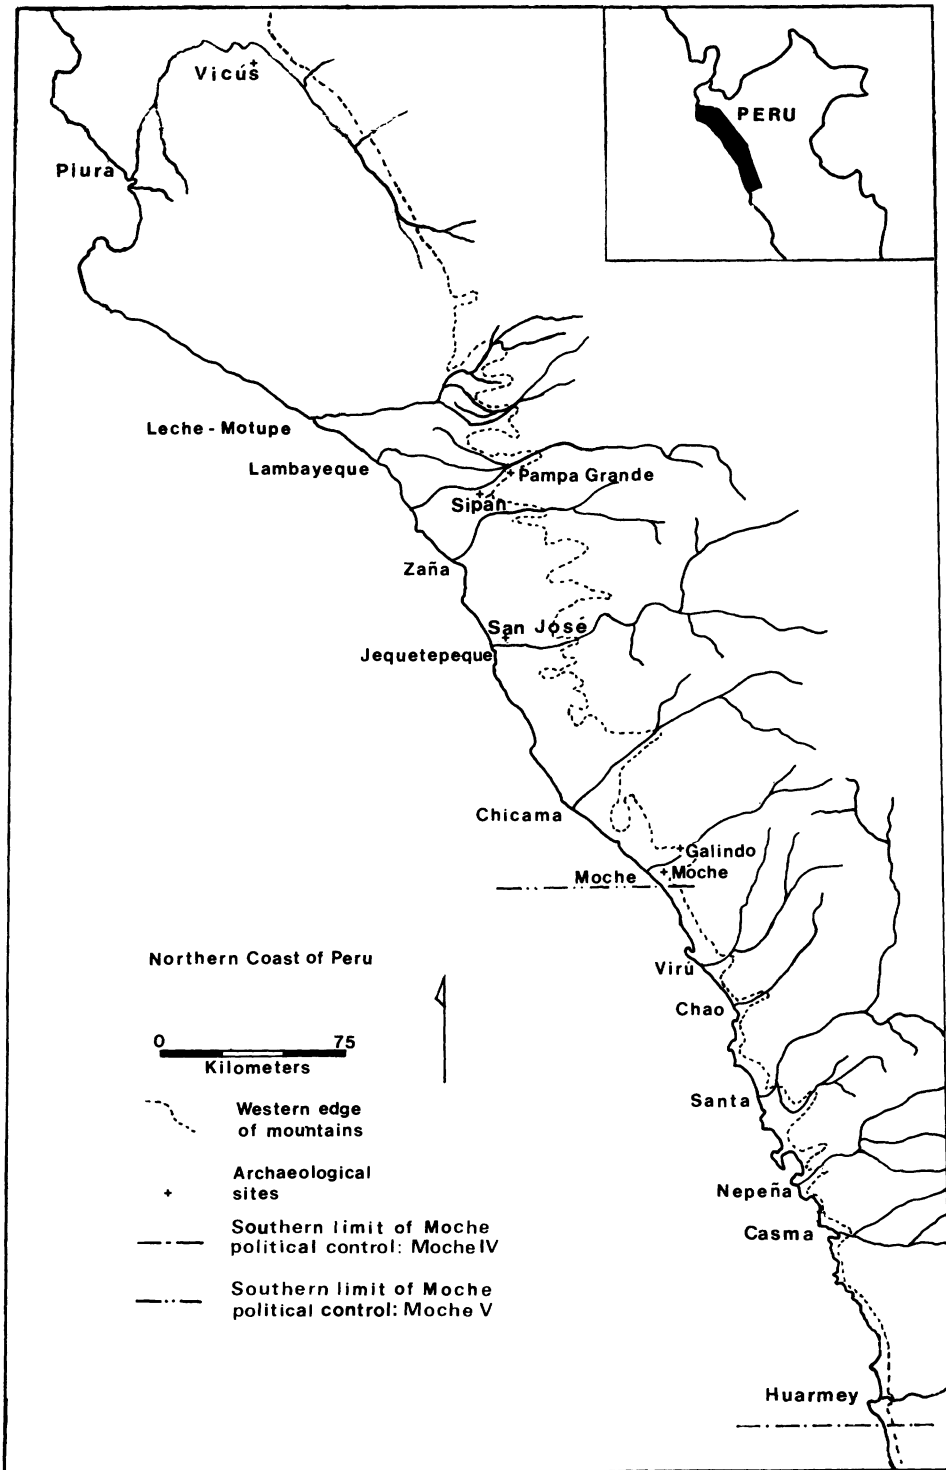 Vicús
PERU
Piura
Leche - Motupe
Lambayeque
Pampa Grande
Sipán
Zaña
San José
Jequetepeque
Chicama
Galindo
Moche
Moche
Northern Coast of Peru
Virú
Chao
0 75
Kilometers
Santa
Western edge
of mountains
Archaeological
sites
Nepeña
Southern limit of Moche
political control: Moche IV
Casma
Southern limit of Moche
political control: Moche V
Huarmey